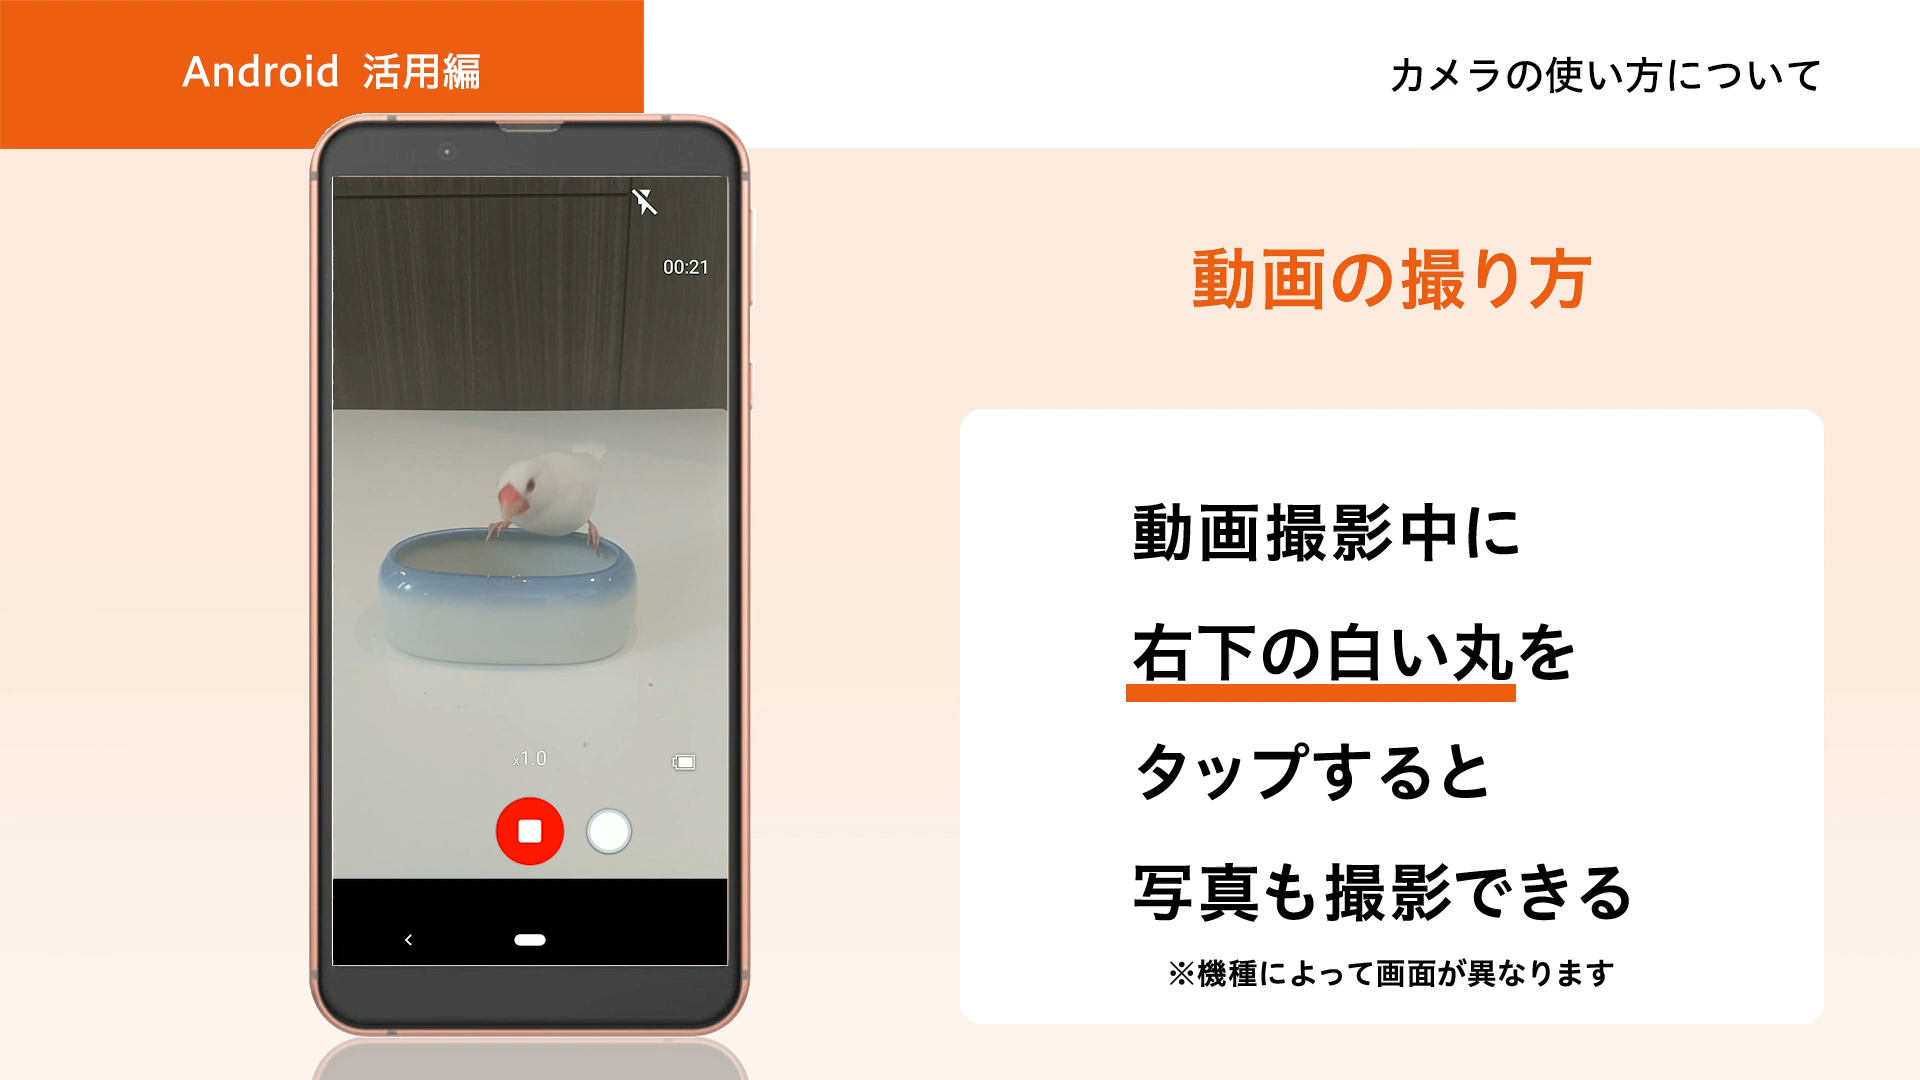 Android 活用編
カメラの使い方について
00:21
x1.0
動画の撮り方
動画撮影中に
右下の白い丸を
タップすると
写真も撮影できる
※機種によって画面が異なります